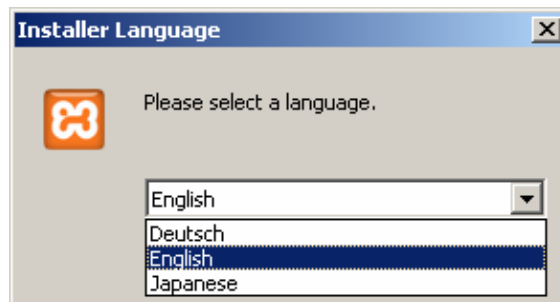 Installer Language
Please select a language.
English
Deutsch
English
Japanese